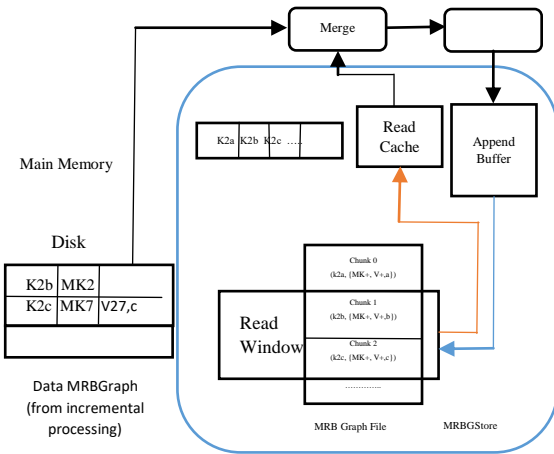 Merge
K2a K2b K2c .....
Read
Cache
Append
Buffer
Main Memory
Disk
K2b MK2
K2c MK7 V27,c
Chunk 0
(k2a, {MK+, V+,a})
Chunk 1
(k2b, {MK+, V+,b})
Chunk 2
(k2c, {MK+, V+,c})
..............
Read
Window
Data MRBGraph
(from incremental
processing)
MRB Graph File
MRBGStore